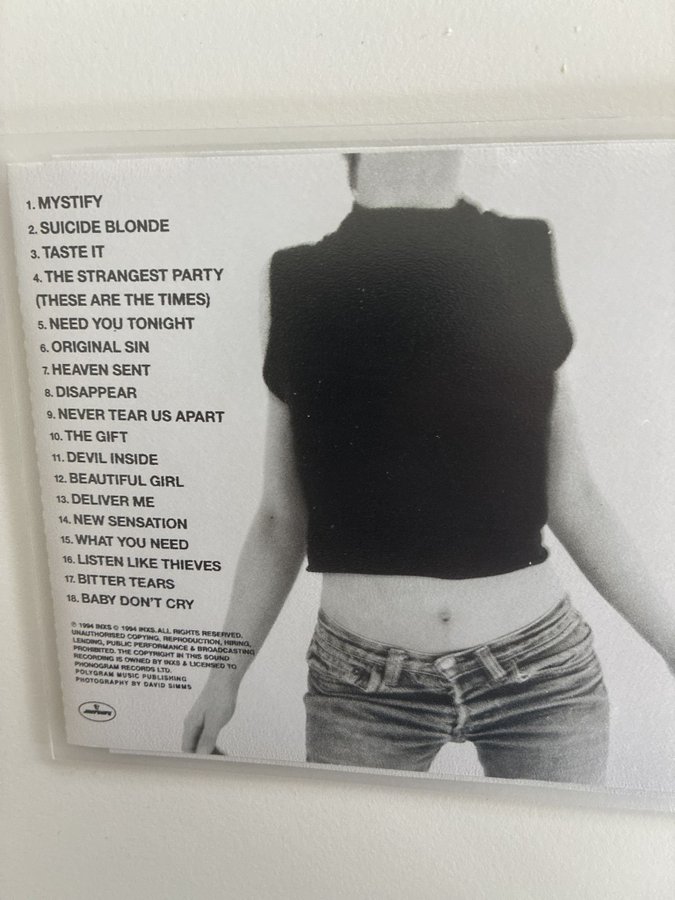 1. MYSTIFY
2. SUICIDE BLONDE
3. TASTE IT
4. THE STRANGEST PARTY
(THESE ARE THE TIMES)
5. NEED YOU TONIGHT
6. ORIGINAL SIN
7. HEAVEN SENT
8. DISAPPEAR
9. NEVER TEAR US APART
10. THE GIFT
11. DEVIL INSIDE
12. BEAUTIFUL GIRL
13. DELIVER ME
14. NEW SENSATION
15. WHAT YOU NEED
16. LISTEN LIKE THIEVES
17. BITTER TEARS
18. BABY DON'T CRY
℗ 1994 INXS © 1994 INXS. ALL RIGHTS RESERVED.
UNAUTHORISED COPYING, REPRODUCTION, HIRING,
LENDING, PUBLIC PERFORMANCE & BROADCASTING
PROHIBITED. THE COPYRIGHT IN THIS SOUND
RECORDING IS OWNED BY INXS & LICENSED TO
PHONOGRAM RECORDS LTD.
POLYGRAM MUSIC PUBLISHING
PHOTOGRAPHY BY DAVID SIMMS